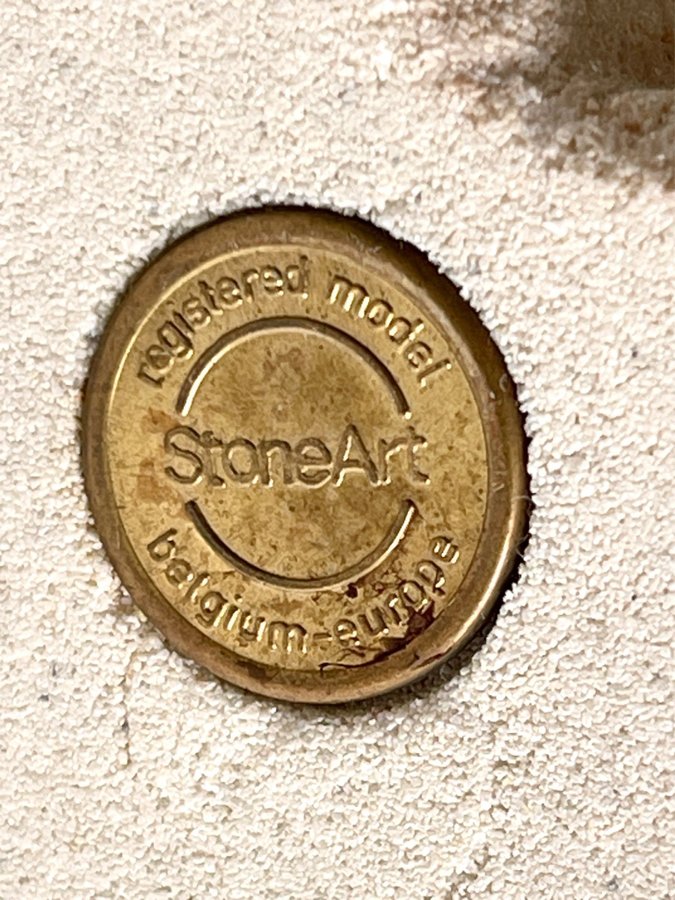 registered model
StoneArt
belgium-europe